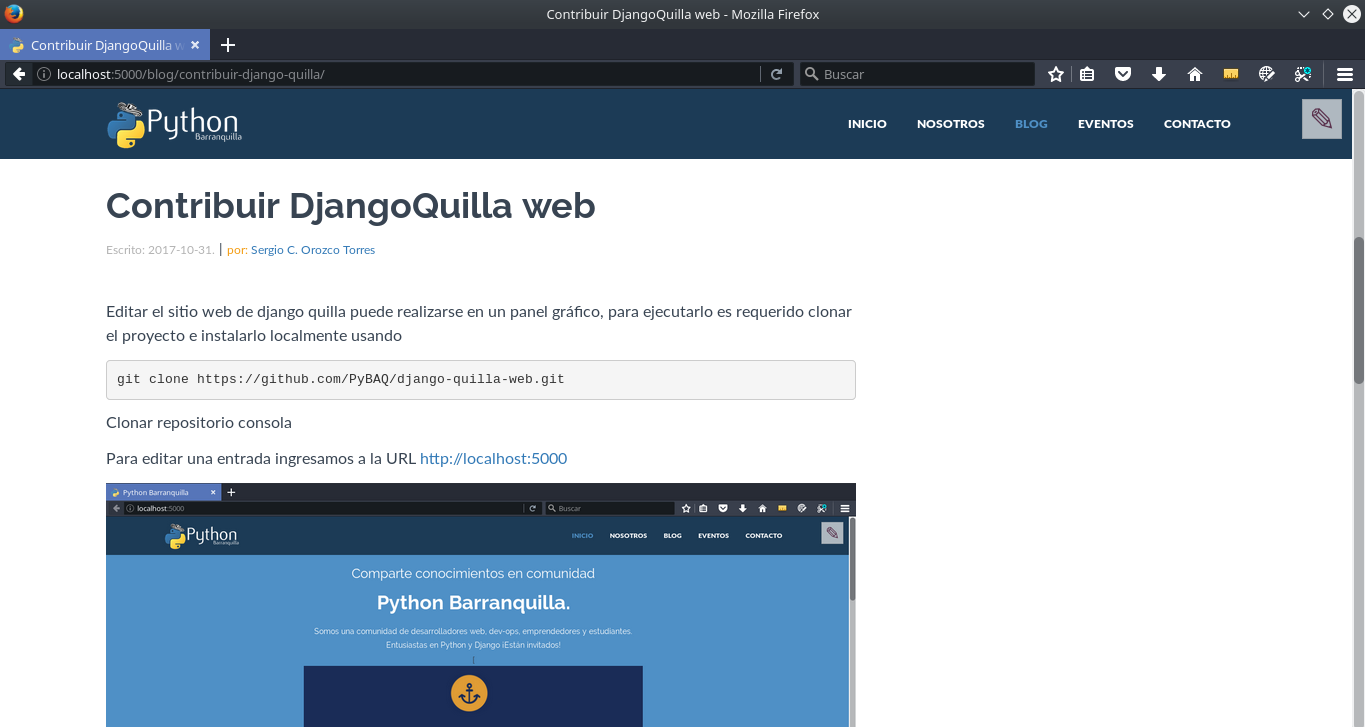 Contribuir DjangoQuilla web - Mozilla Firefox
Contribuir DjangoQuilla w
localhost:5000/blog/contribuir-django-quilla/
Buscar
Python
Barranquilla
INICIO NOSOTROS BLOG EVENTOS CONTACTO
Contribuir DjangoQuilla web
Escrito: 2017-10-31. | por: Sergio C. Orozco Torres
Editar el sitio web de django quilla puede realizarse en un panel gráfico, para ejecutarlo es requerido clonar
el proyecto e instalarlo localmente usando
git clone https://github.com/PyBAQ/django-quilla-web.git
Clonar repositorio consola
Para editar una entrada ingresamos a la URL http://localhost:5000
Python Barranquilla
localhost:5000
Buscar
Python
Barranquilla
INICIO NOSOTROS BLOG EVENTOS CONTACTO
Comparte conocimientos en comunidad
Python Barranquilla.
Somos una comunidad de desarrolladores web, dev-ops, emprendedores y estudiantes.
Entusiastas en Python y Django ¡Están invitados!